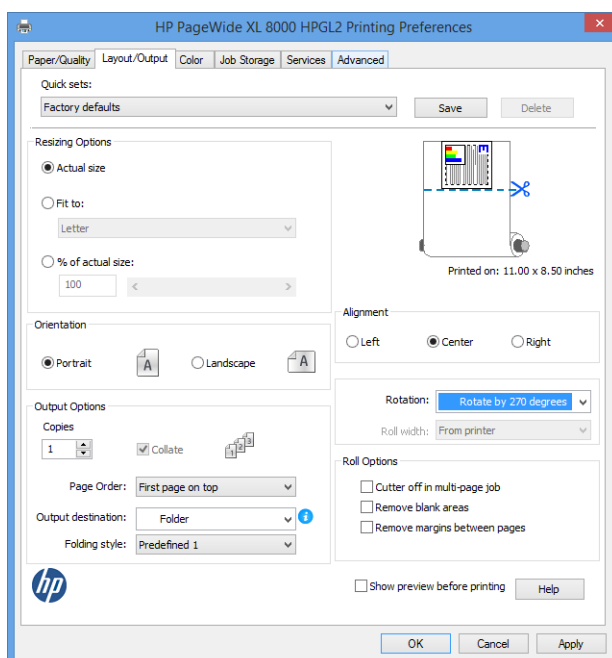 HP PageWide XL 8000 HPGL2 Printing Preferences
Paper/Quality Layout/Output Color Job Storage Services Advanced
Quick sets:
Factory defaults Save Delete
Resizing Options
Actual size
Fit to:
Letter
% of actual size:
100
Printed on: 11.00 x 8.50 inches
Orientation
Portrait A Landscape A
Alignment
Left Center Right
Output Options
Copies
1 Collate 1 2 3
Page Order: First page on top
Output destination: Folder i
Folding style: Predefined 1
Rotation: Rotate by 270 degrees
Roll width: From printer
Roll Options
Cutter off in multi-page job
Remove blank areas
Remove margins between pages
hp
Show preview before printing Help
OK Cancel Apply